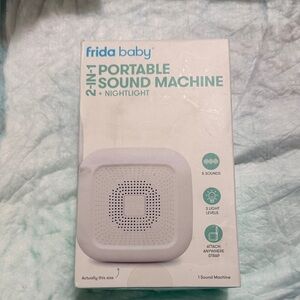 frida baby
2-IN-1
PORTABLE
SOUND MACHINE
+ NIGHTLIGHT
5 SOUNDS
3 LIGHT
LEVELS
ATTACH
ANYWHERE
STRAP
Actually this size
1 Sound Machine